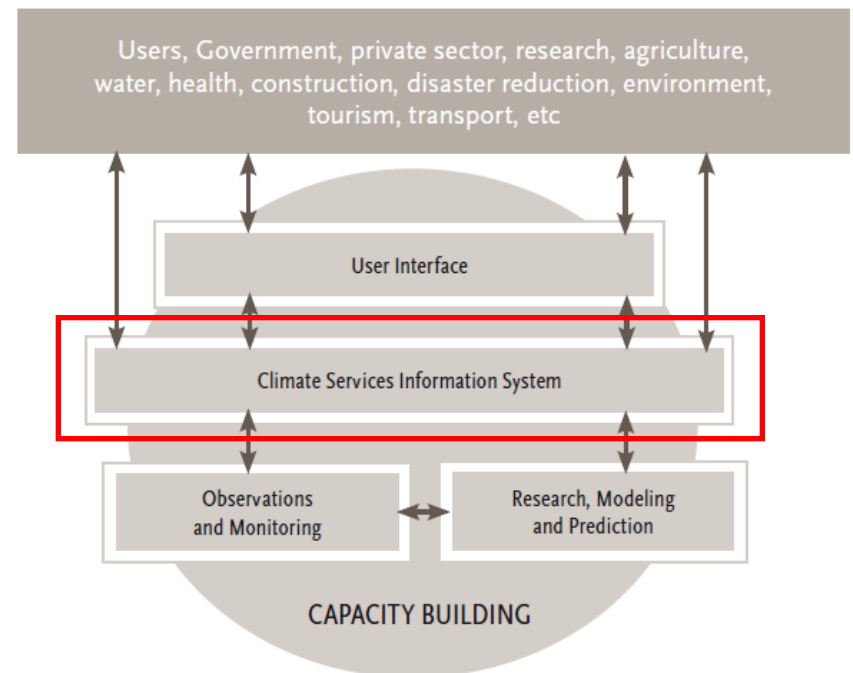 Users, Government, private sector, research, agriculture,
water, health, construction, disaster reduction, environment,
tourism, transport, etc
User Interface
Climate Services Information System
Observations
and Monitoring
Research, Modeling
and Prediction
CAPACITY BUILDING